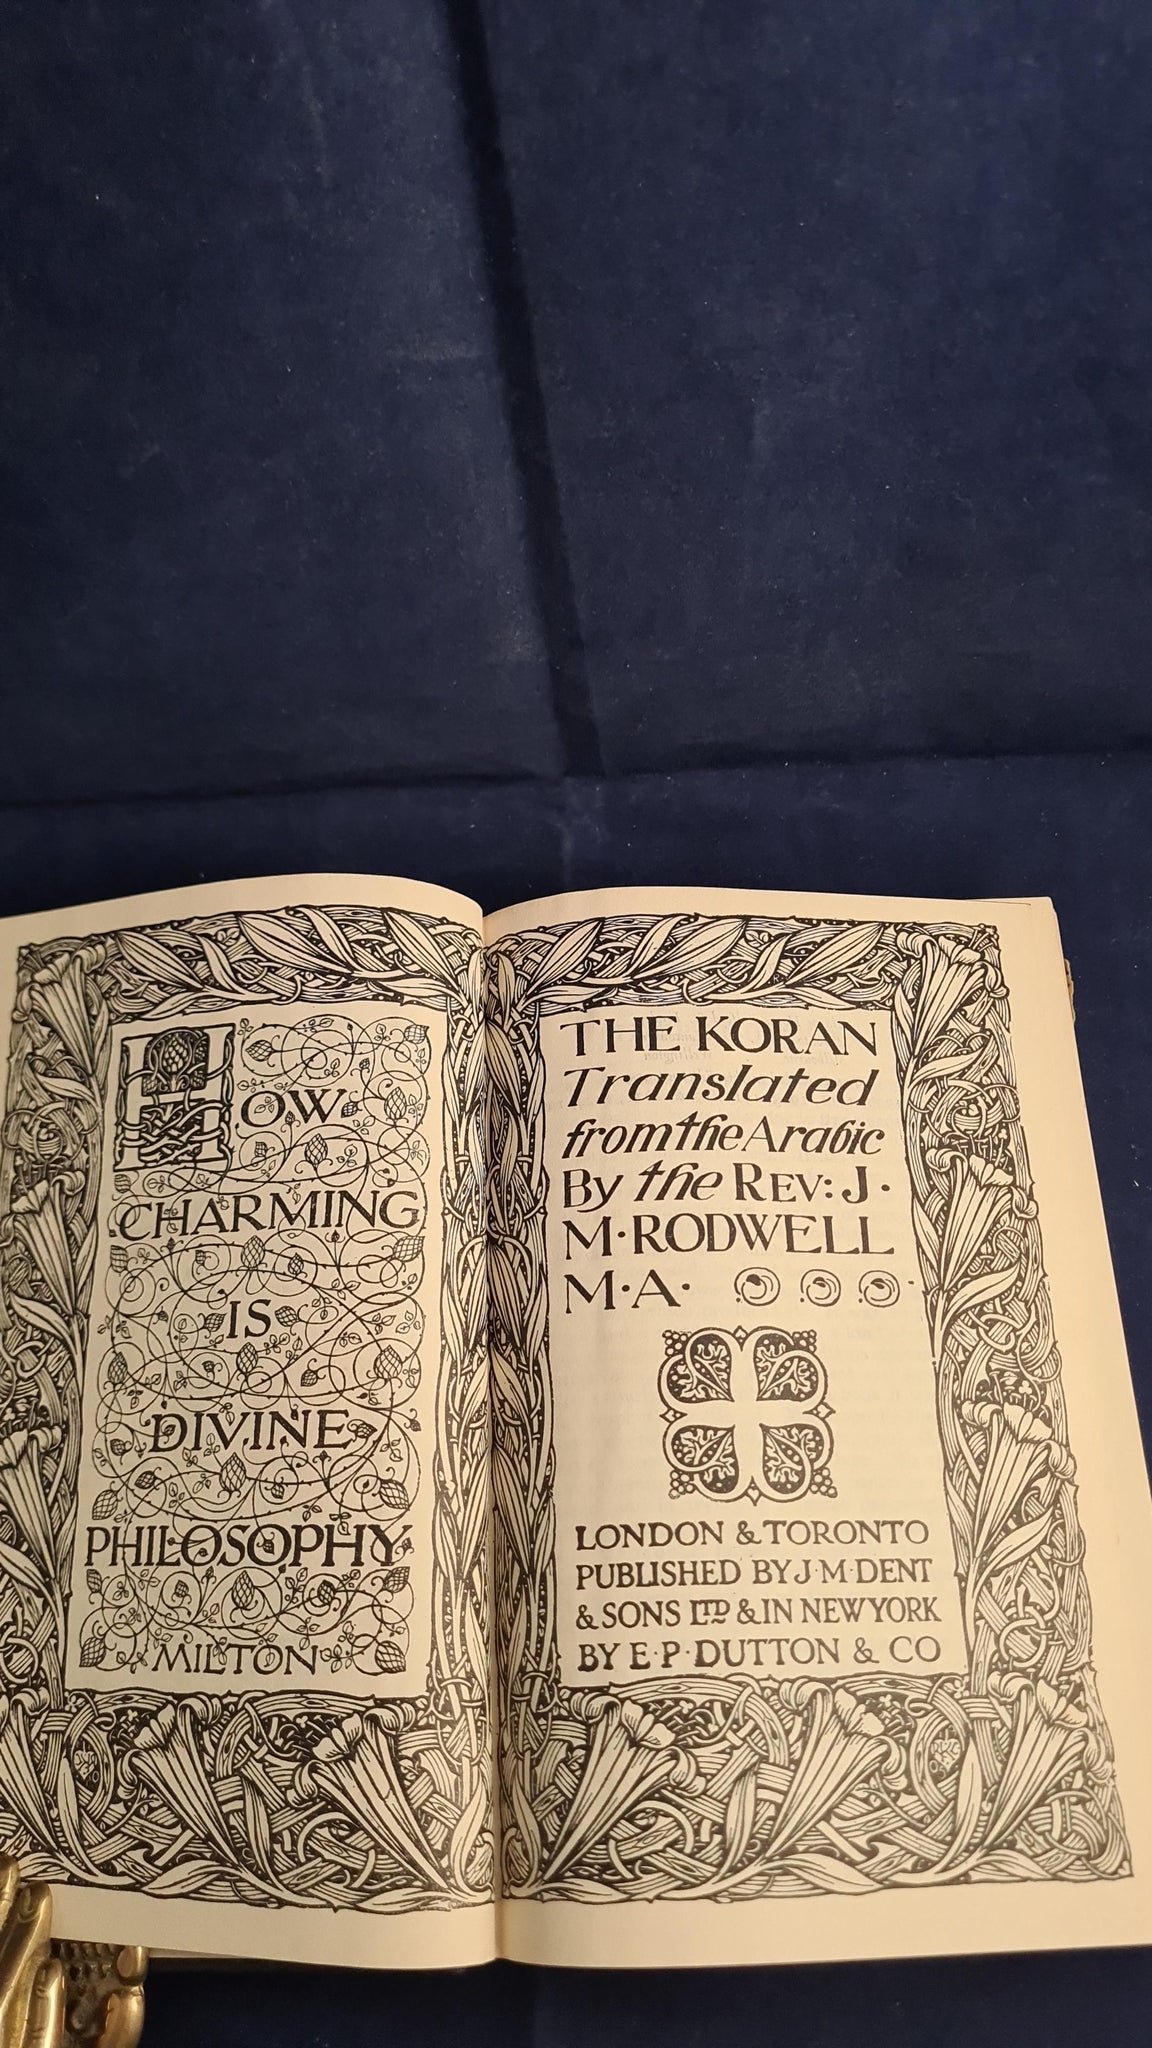 HOW
CHARMING
IS
DIVINE
PHILOSOPHY
MILTON
THE KORAN
Translated
from the Arabic
By the REV: J·
M·RODWELL
M·A·
LONDON & TORONTO
PUBLISHED BY J·M·DENT
& SONS LTD & IN NEW YORK
BY E·P·DUTTON & CO